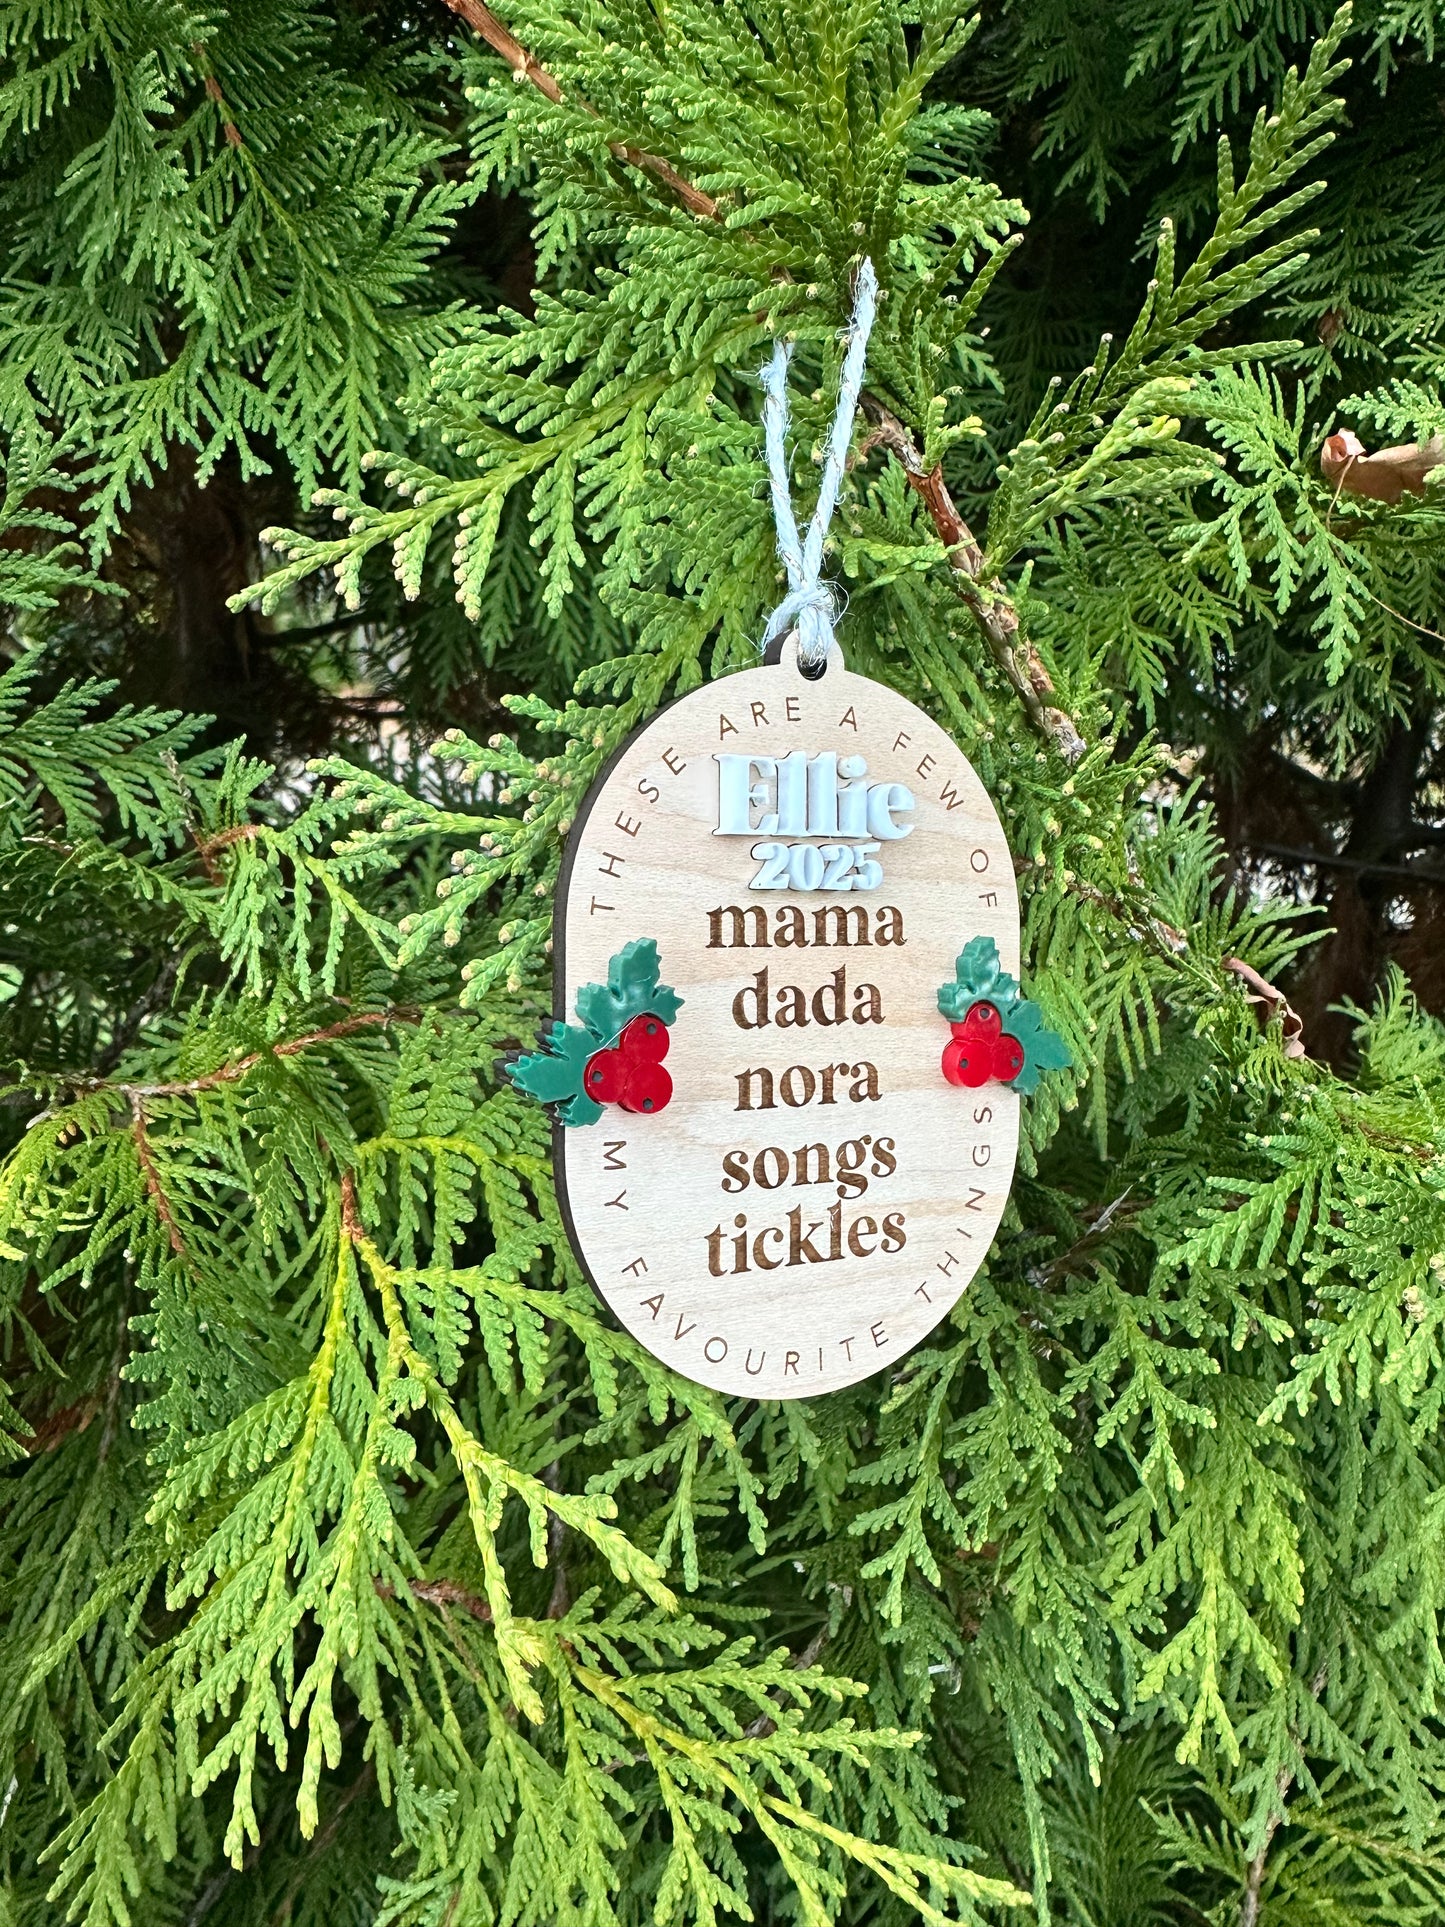 THESE ARE A FEW OF
Ellie
2025
mama
dada
nora
songs
tickles
MY FAVOURITE THINGS